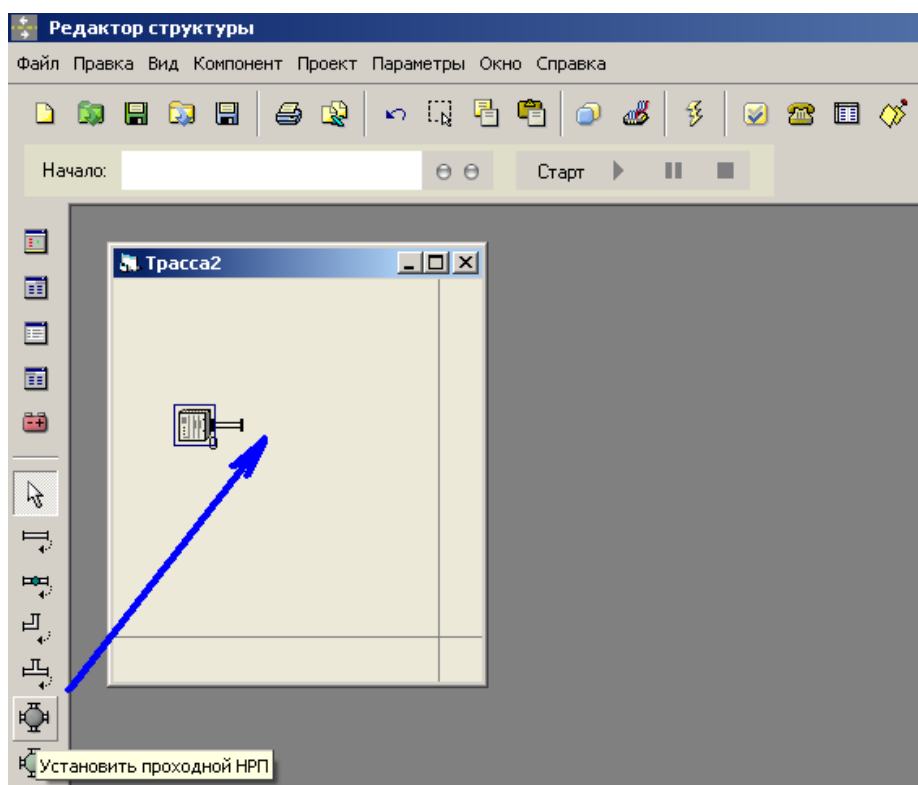 Редактор структуры
Файл Правка Вид Компонент Проект Параметры Окно Справка
Начало: Старт
Трасса2
Установить проходной НРП